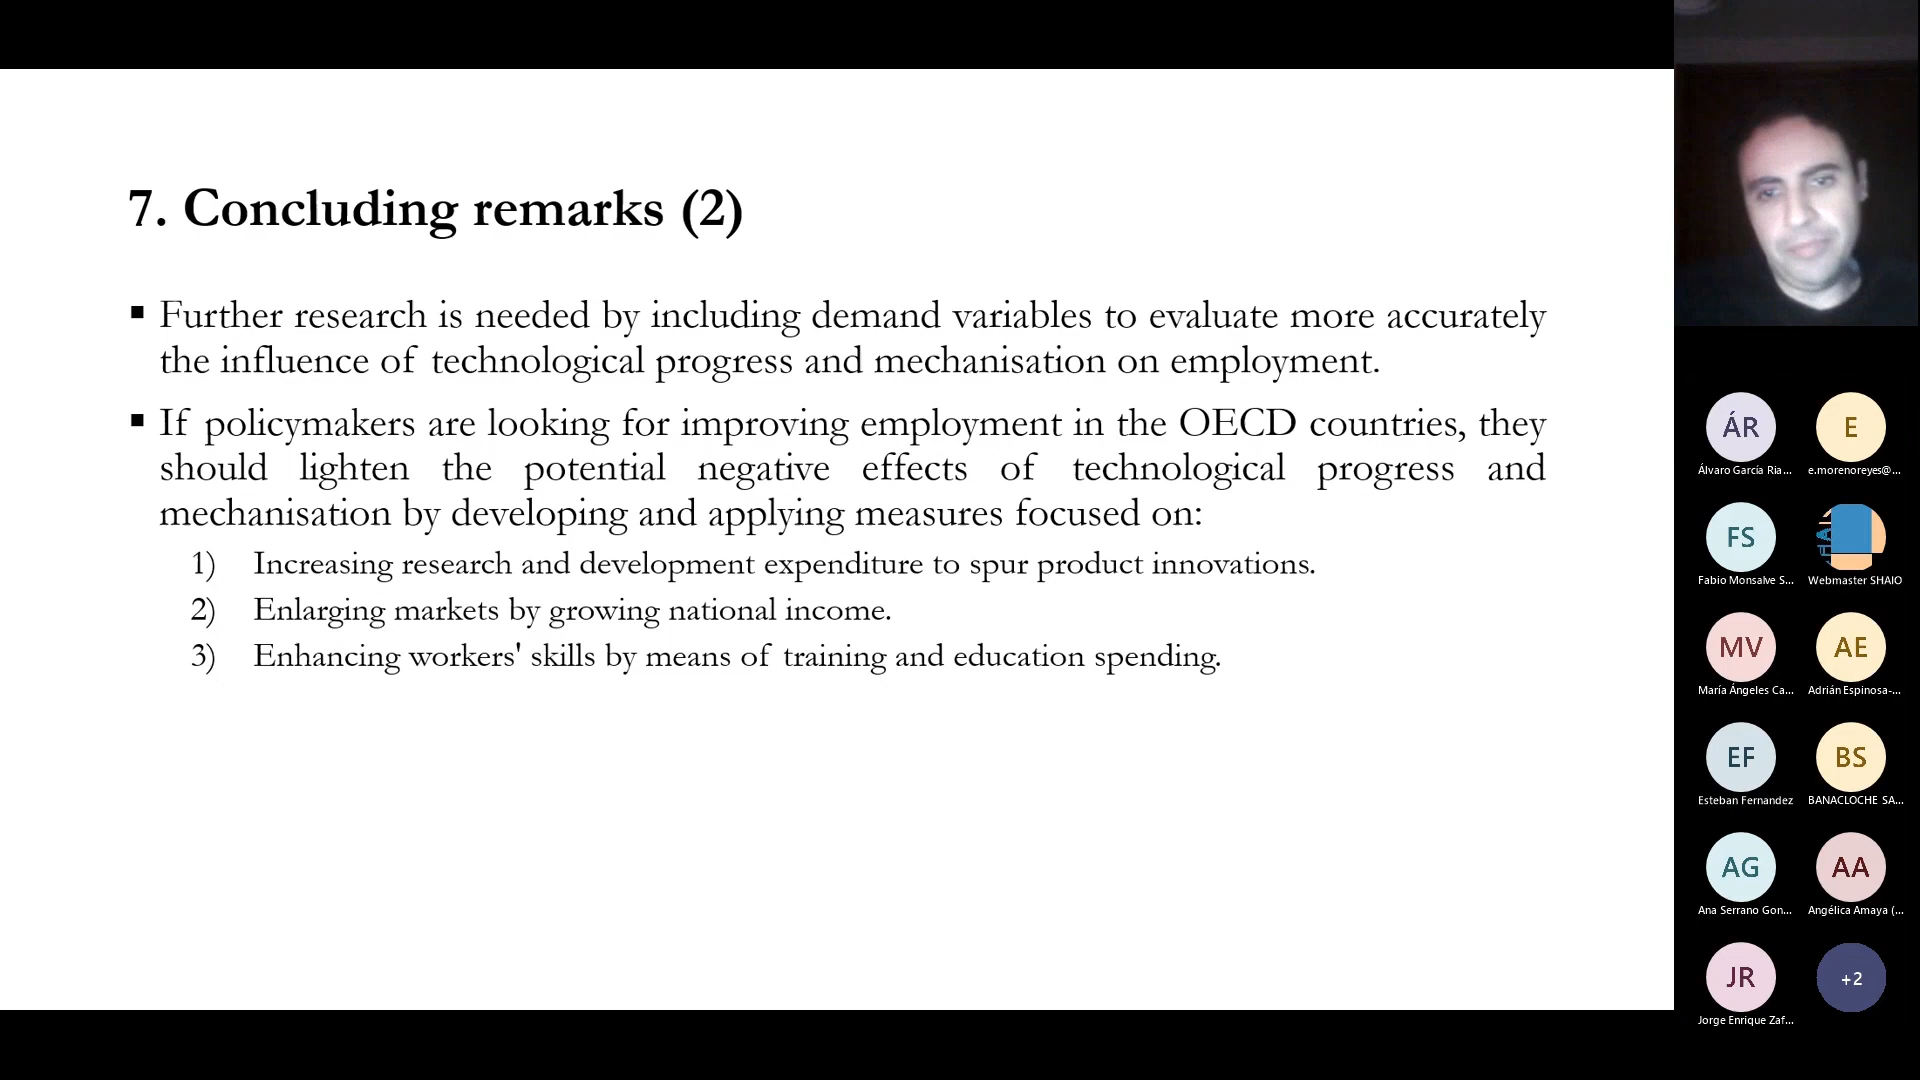 7. Concluding remarks (2)
▪ Further research is needed by including demand variables to evaluate more accurately
the influence of technological progress and mechanisation on employment.
▪ If policymakers are looking for improving employment in the OECD countries, they
should lighten the potential negative effects of technological progress and
mechanisation by developing and applying measures focused on:
1) Increasing research and development expenditure to spur product innovations.
2) Enlarging markets by growing national income.
3) Enhancing workers' skills by means of training and education spending.
ÁR E
Álvaro García Ria... e.morenoreyes@...
FS
Fabio Monsalve S... Webmaster SHAIO
MV AE
María Ángeles Ca... Adrián Espinosa-...
EF BS
Esteban Fernandez BANACLOCHE SA...
AG AA
Ana Serrano Gon... Angélica Amaya (...
JR +2
Jorge Enrique Zaf...